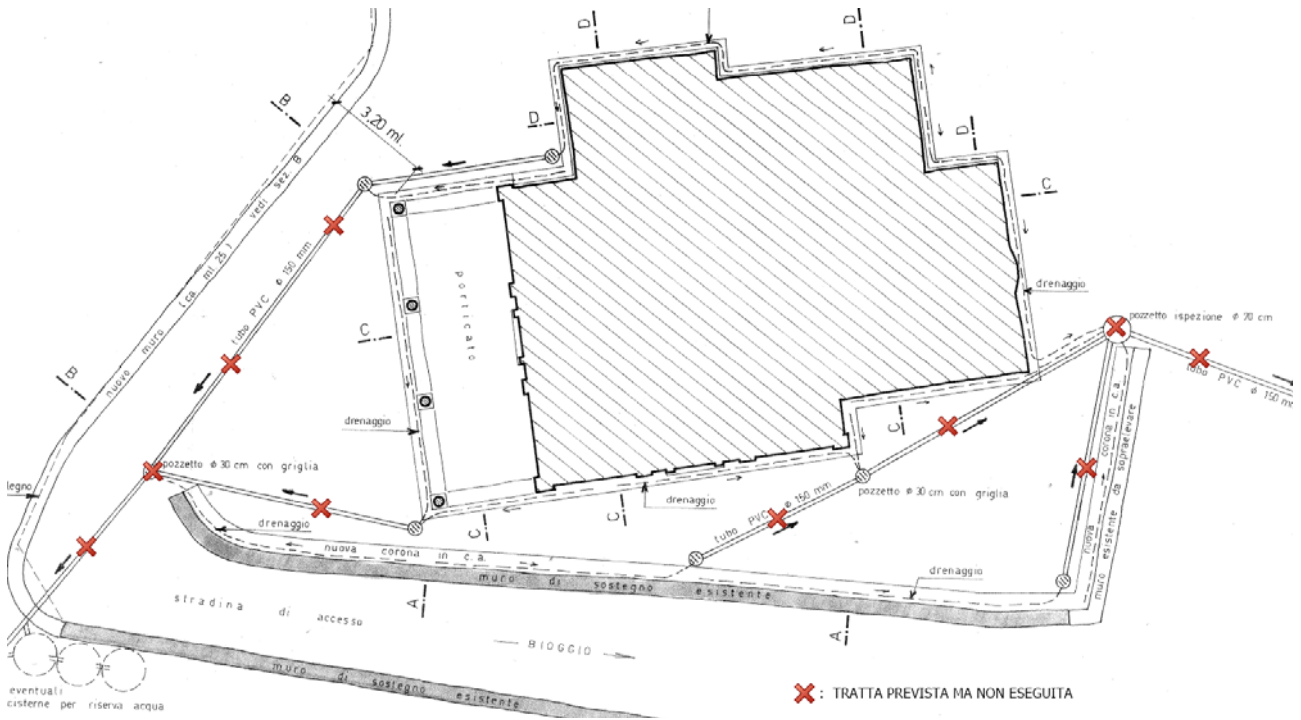 D
D
B
3,20 ml.
D
D
C
nuovo muro ( ca ml. 25 ) vedi sez. B
tubo PVC ϕ 150 mm
porticato
drenaggio
C
pozzetto ispezione ϕ 70 cm
tubo PVC ϕ 150 mm
B
drenaggio
C
nuova corona in c.a.
muro esistente da sopraelevare
pozzetto ϕ 30 cm con griglia
legno
drenaggio
C
C
drenaggio
tubo PVC ϕ 150 mm
pozzetto ϕ 30 cm con griglia
nuova corona in c.a.
drenaggio
muro di sostegno esistente
A
A
stradina di accesso
BIOGGIO
muro di sostegno esistente
eventuali
cisterne per riserva acqua
: TRATTA PREVISTA MA NON ESEGUITA